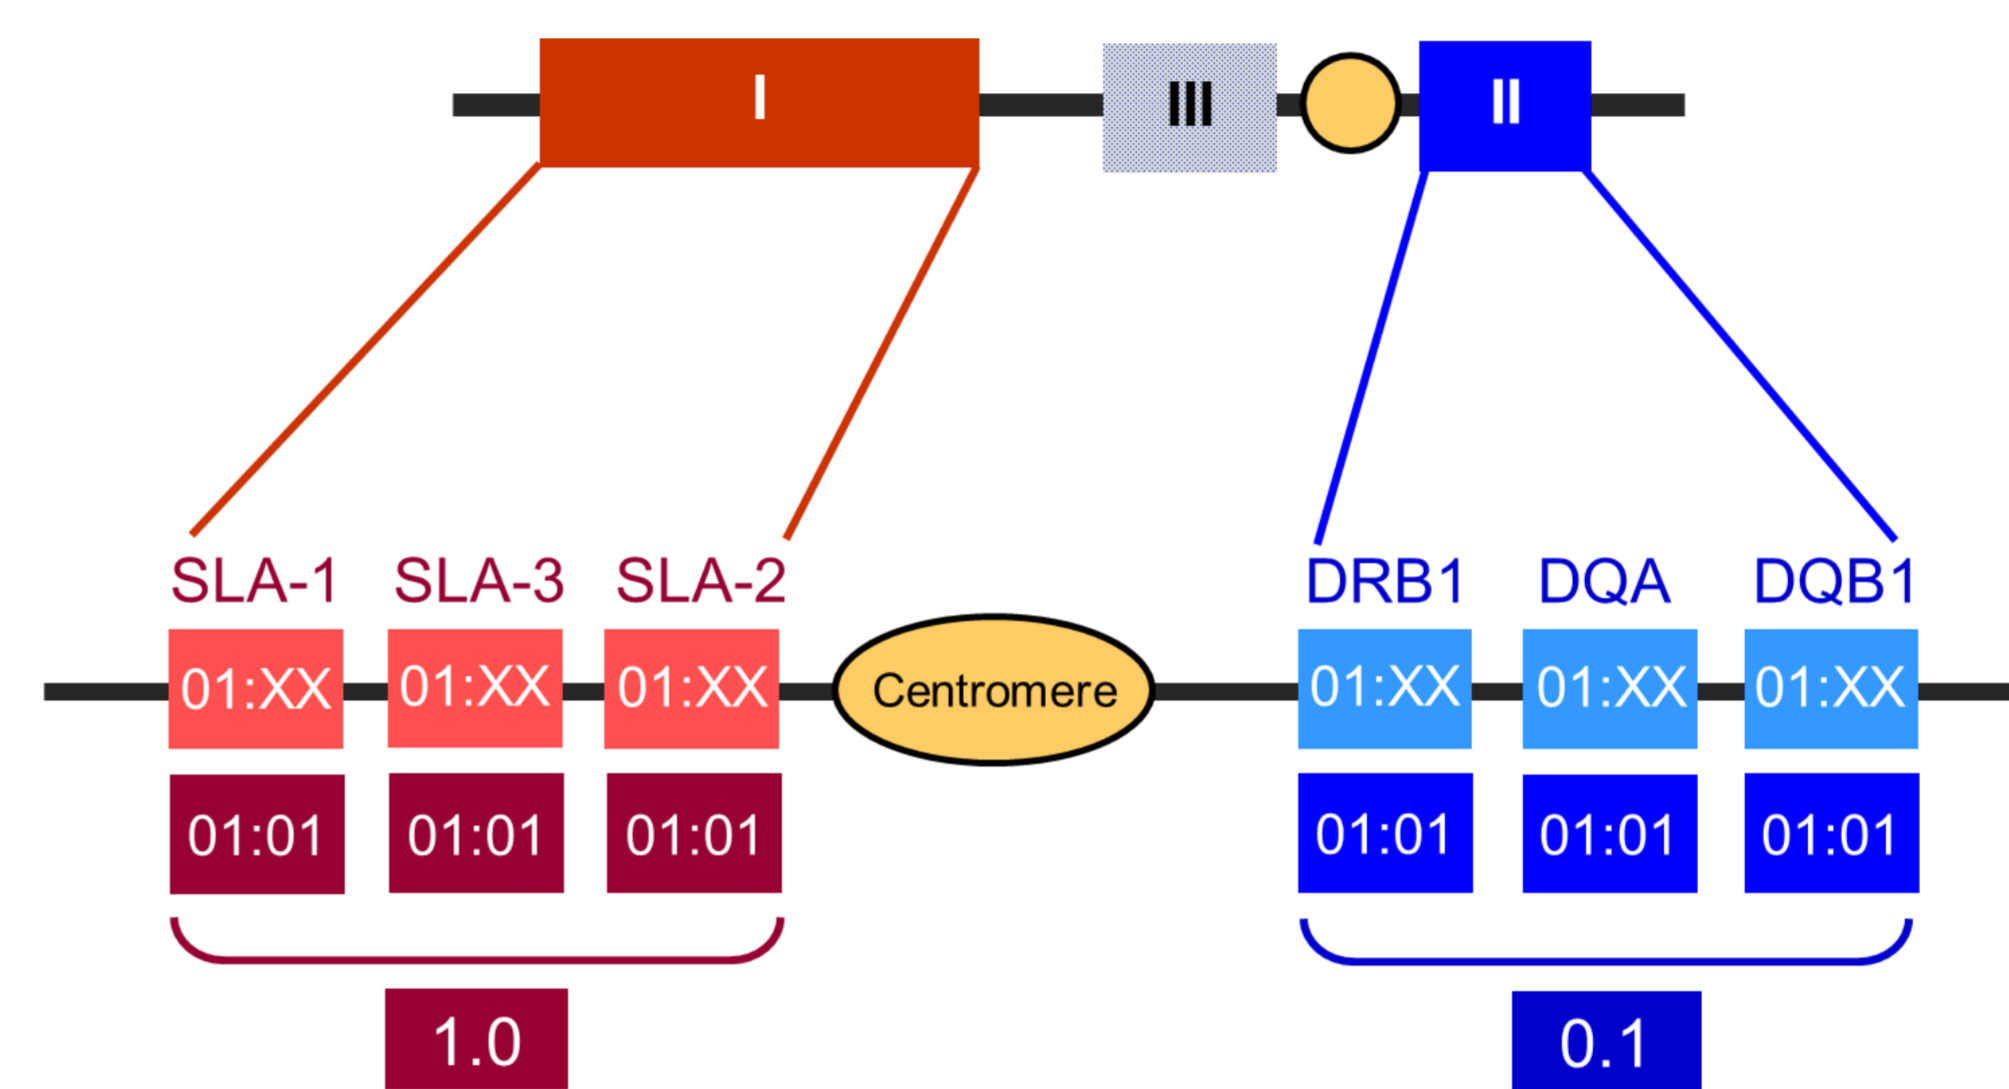 I III II
SLA-1 SLA-3 SLA-2 DRB1 DQA DQB1
01:XX 01:XX 01:XX Centromere 01:XX 01:XX 01:XX
01:01 01:01 01:01 01:01 01:01 01:01
1.0 0.1